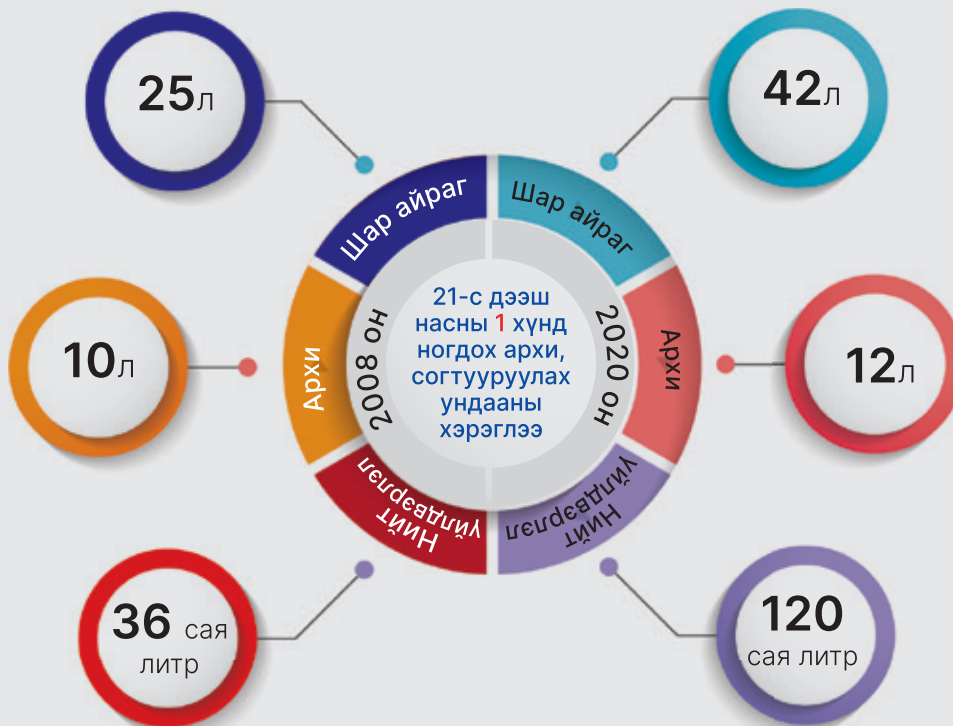 25л
42л
Шар айраг
Шар айраг
21-с дээш
насны 1 хүнд
ногдох архи,
согтууруулах
ундааны
хэрэглээ
2008 он
2020 он
Архи
Архи
10л
12л
Нийт
үйлдвэрлэл
Нийт
үйлдвэрлэл
36 сая
литр
120
сая литр